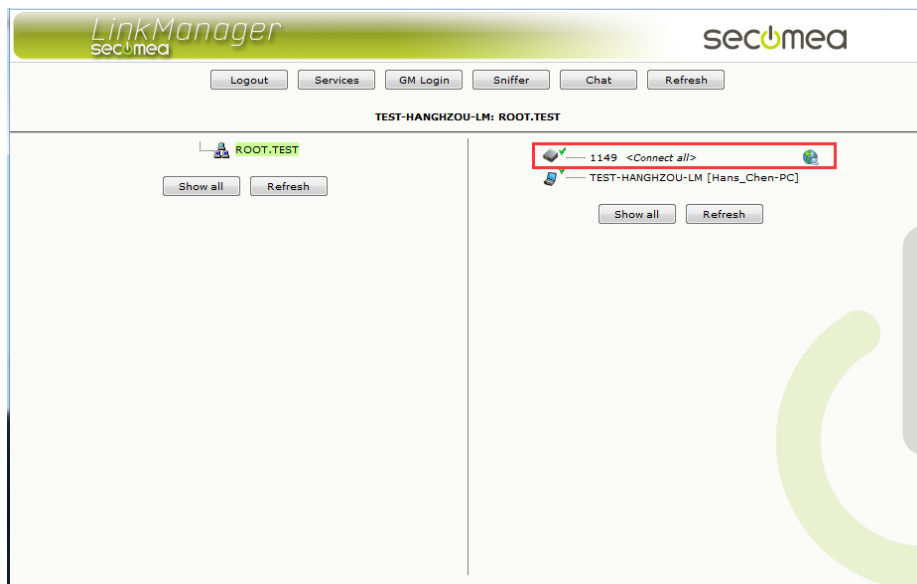 LinkManager
secomea
secomea
Logout Services GM Login Sniffer Chat Refresh
TEST-HANGHZOU-LM: ROOT.TEST
ROOT.TEST
Show all Refresh
1149 <Connect all>
TEST-HANGHZOU-LM [Hans_Chen-PC]
Show all Refresh